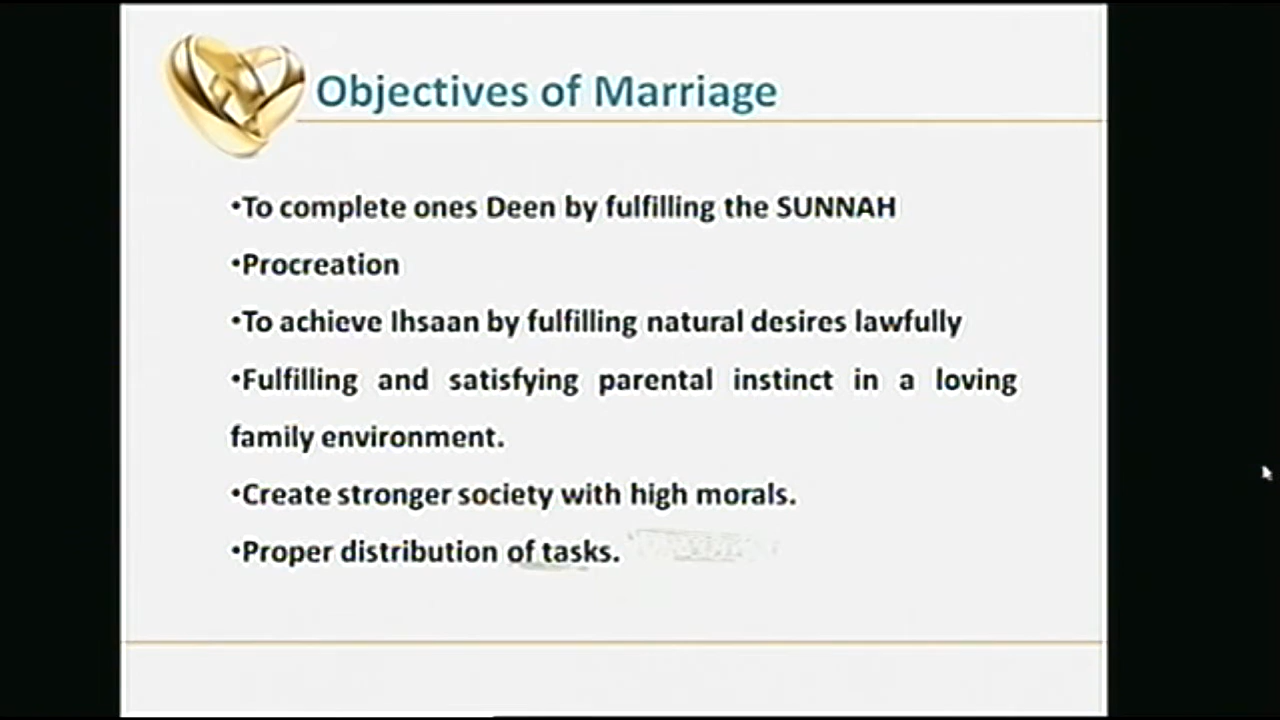 Objectives of Marriage
•To complete ones Deen by fulfilling the SUNNAH
•Procreation
•To achieve Ihsaan by fulfilling natural desires lawfully
•Fulfilling and satisfying parental instinct in a loving
family environment.
•Create stronger society with high morals.
•Proper distribution of tasks.